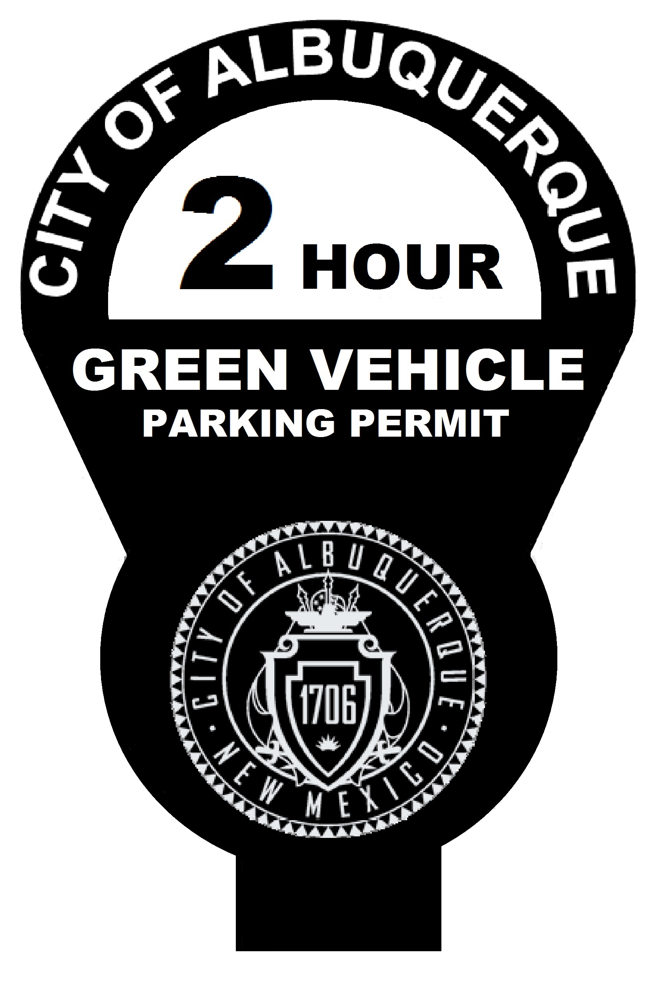 CITY OF ALBUQUERQUE
2 HOUR
GREEN VEHICLE
PARKING PERMIT
CITY OF ALBUQUERQUE
1706
• NEW MEXICO •